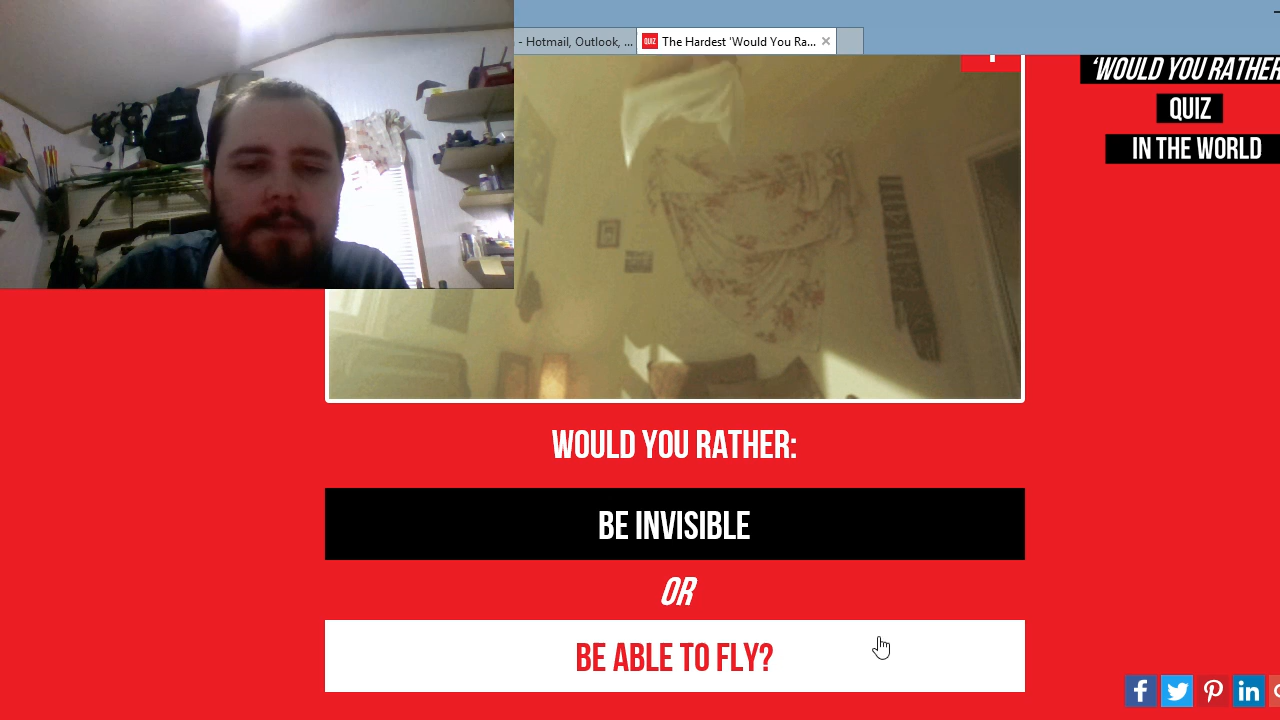 - Hotmail, Outlook, ...
QUIZ
The Hardest 'Would You Ra...
'WOULD YOU RATHER
QUIZ
IN THE WORLD
WOULD YOU RATHER:
BE INVISIBLE
OR
BE ABLE TO FLY?